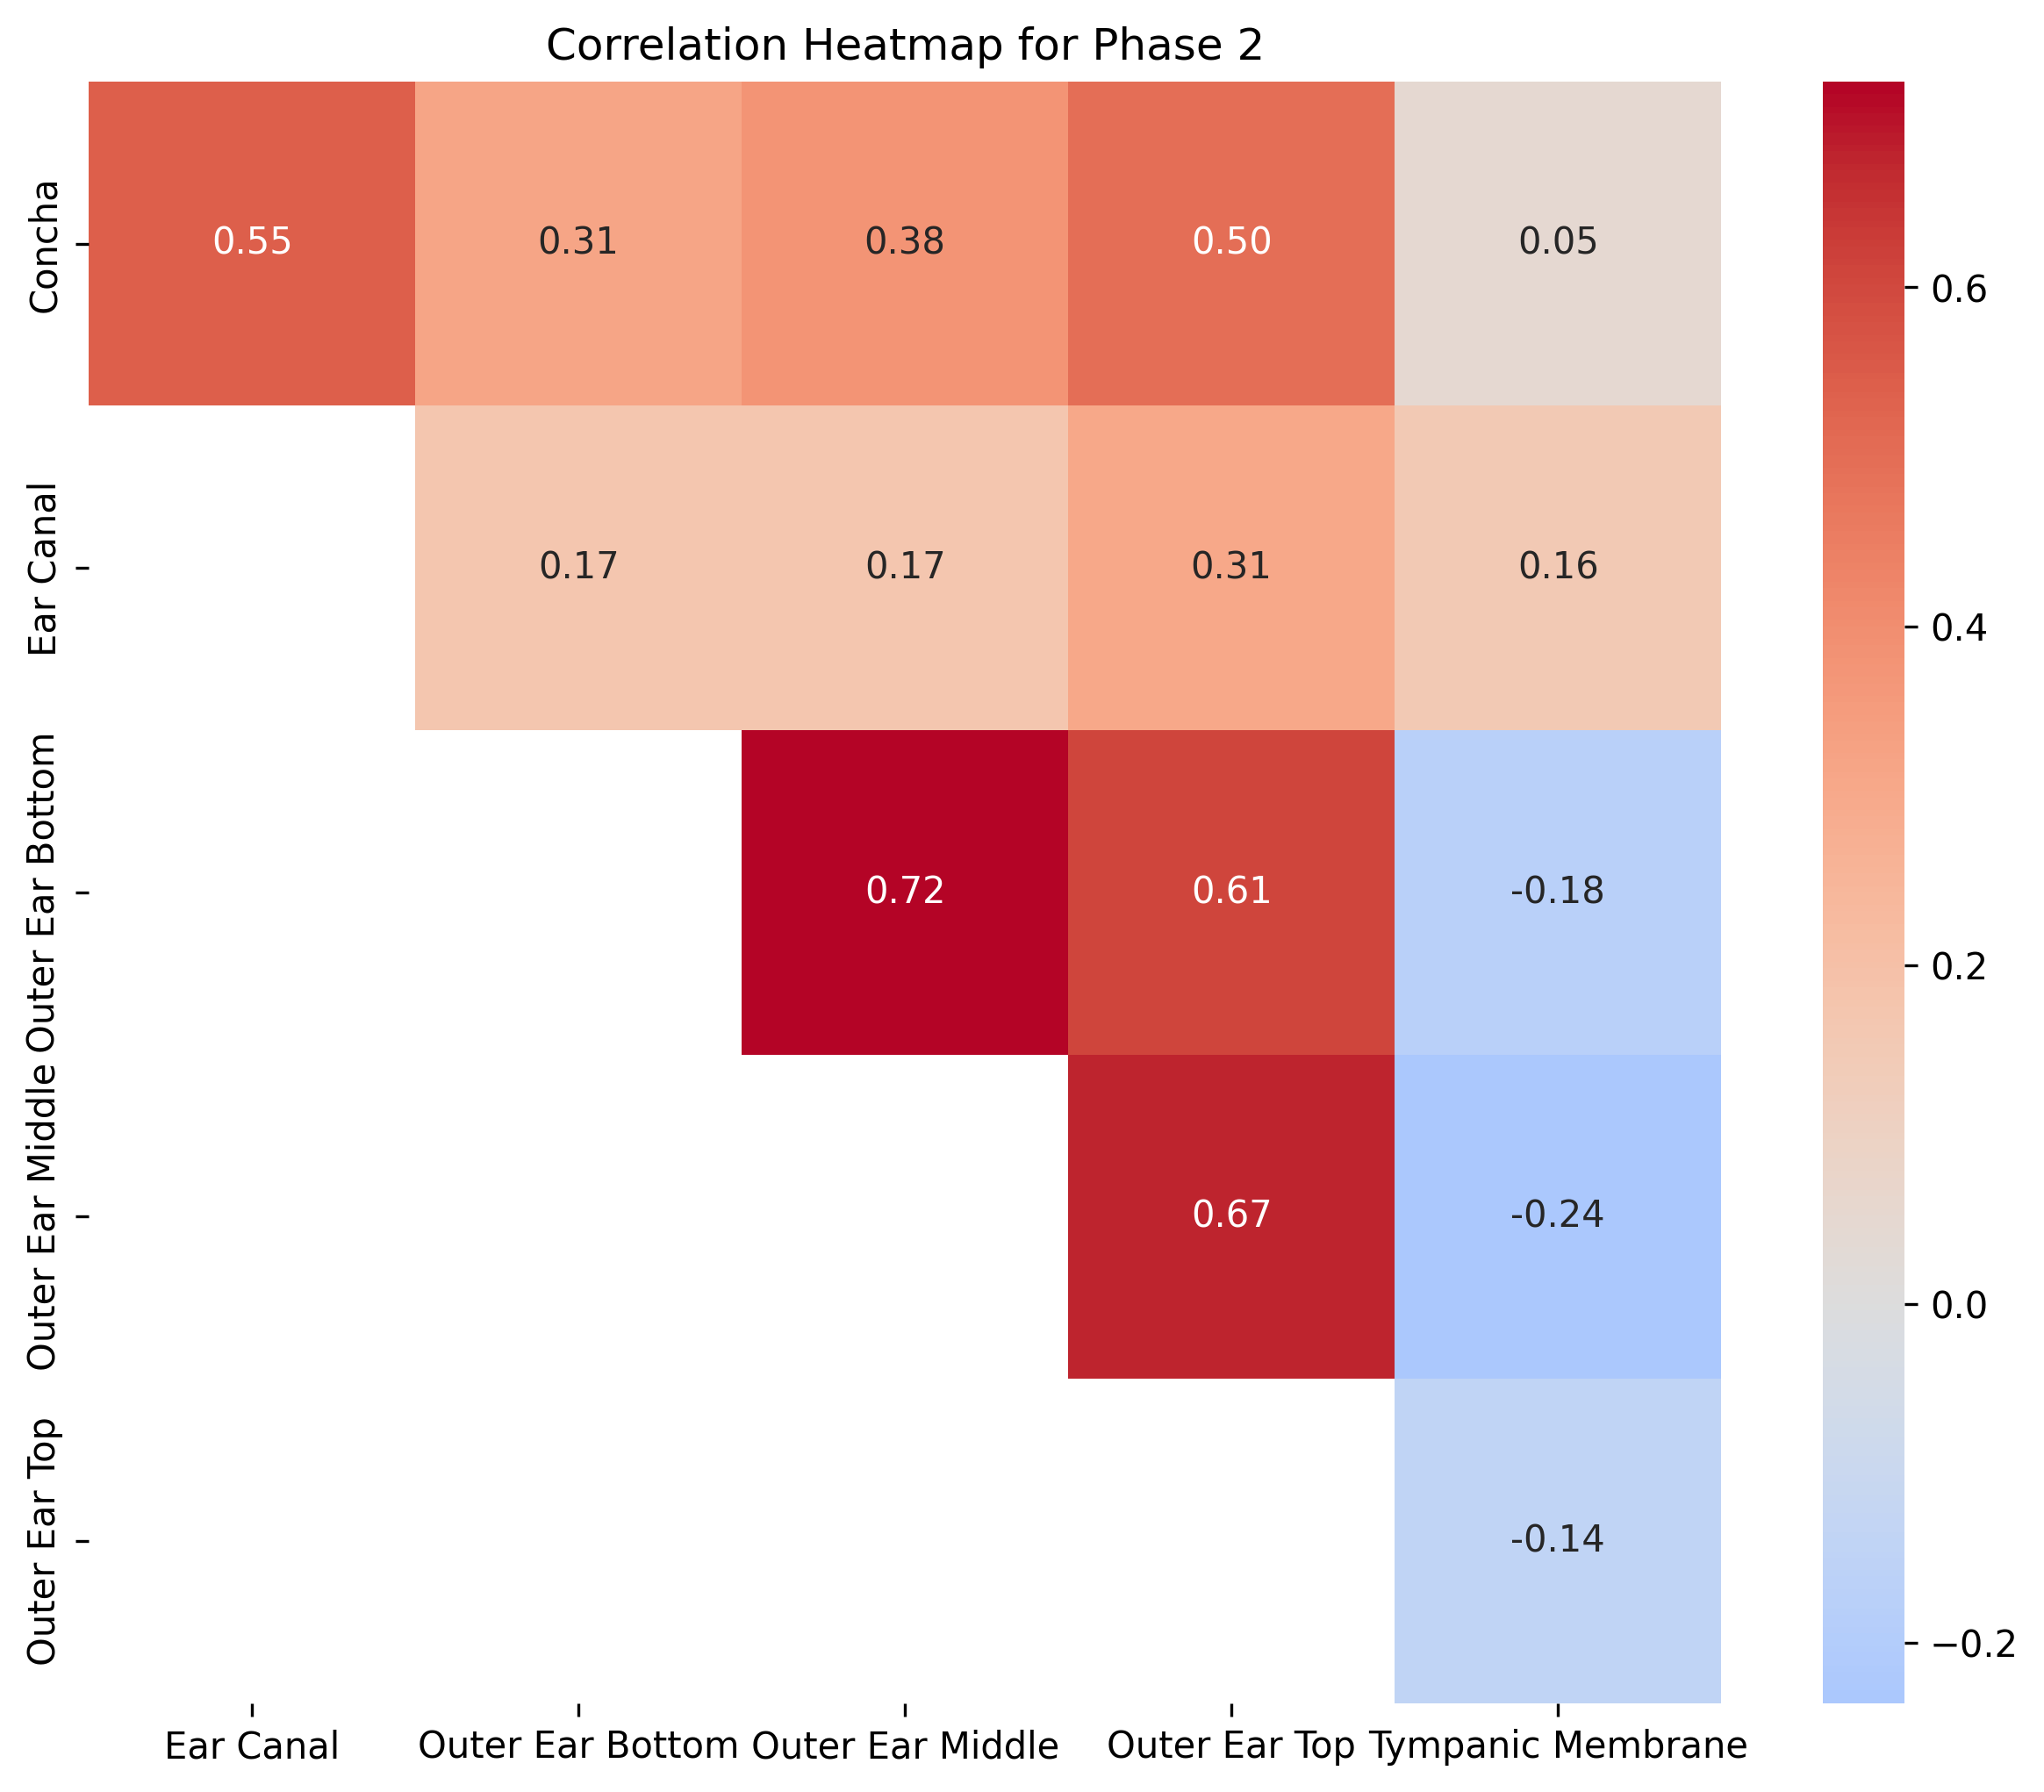 Correlation Heatmap for Phase 2
Concha
0.55 0.31 0.38 0.50 0.05
Ear Canal
0.17 0.17 0.31 0.16
Outer Ear Bottom
0.72 0.61 -0.18
Outer Ear Middle
0.67 -0.24
Outer Ear Top
-0.14
Ear Canal Outer Ear Bottom Outer Ear Middle Outer Ear Top Tympanic Membrane
0.6
0.4
0.2
0.0
−0.2